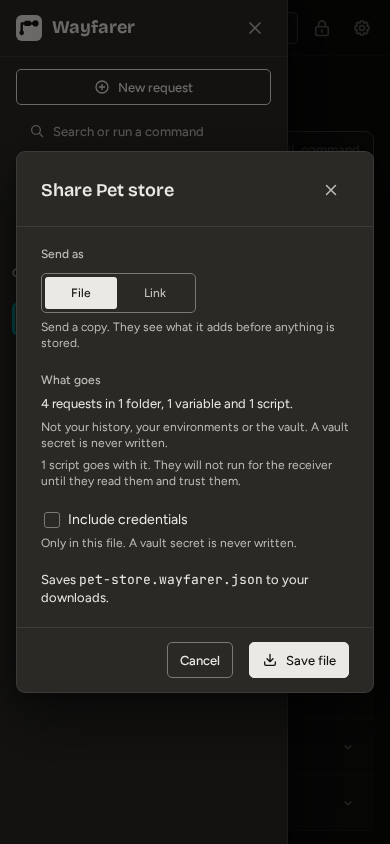 Wayfarer
New request
Search or run a command
command
Share Pet store
Send as
File
Link
Send a copy. They see what it adds before anything is
stored.
What goes
4 requests in 1 folder, 1 variable and 1 script.
Not your history, your environments or the vault. A vault
secret is never written.
1 script goes with it. They will not run for the receiver
until they read them and trust them.
Include credentials
Only in this file. A vault secret is never written.
Saves pet-store.wayfarer.json to your
downloads.
Cancel
Save file